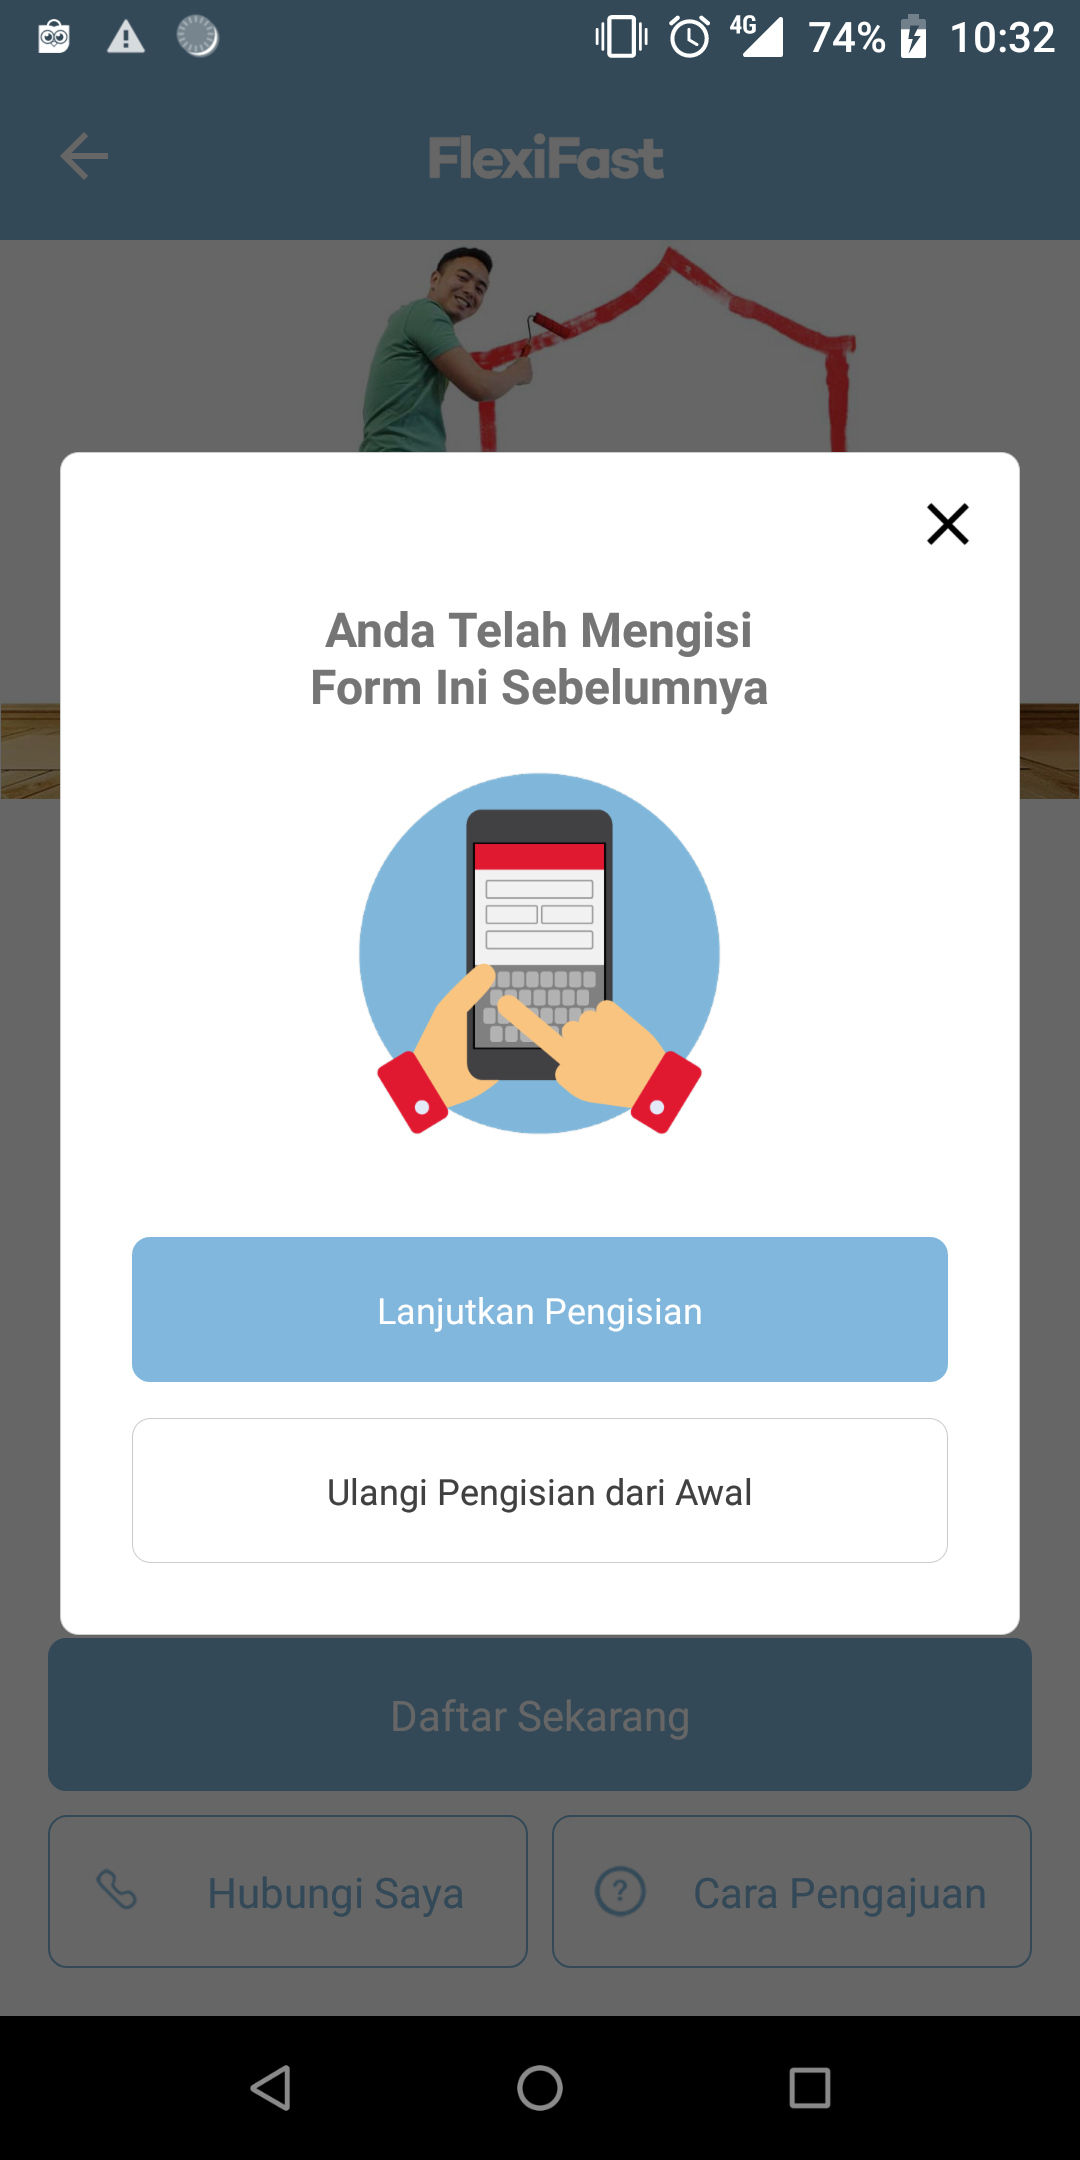 4G 74% 10:32
FlexiFast
Anda Telah Mengisi
Form Ini Sebelumnya
Lanjutkan Pengisian
Ulangi Pengisian dari Awal
Daftar Sekarang
Hubungi Saya
? Cara Pengajuan